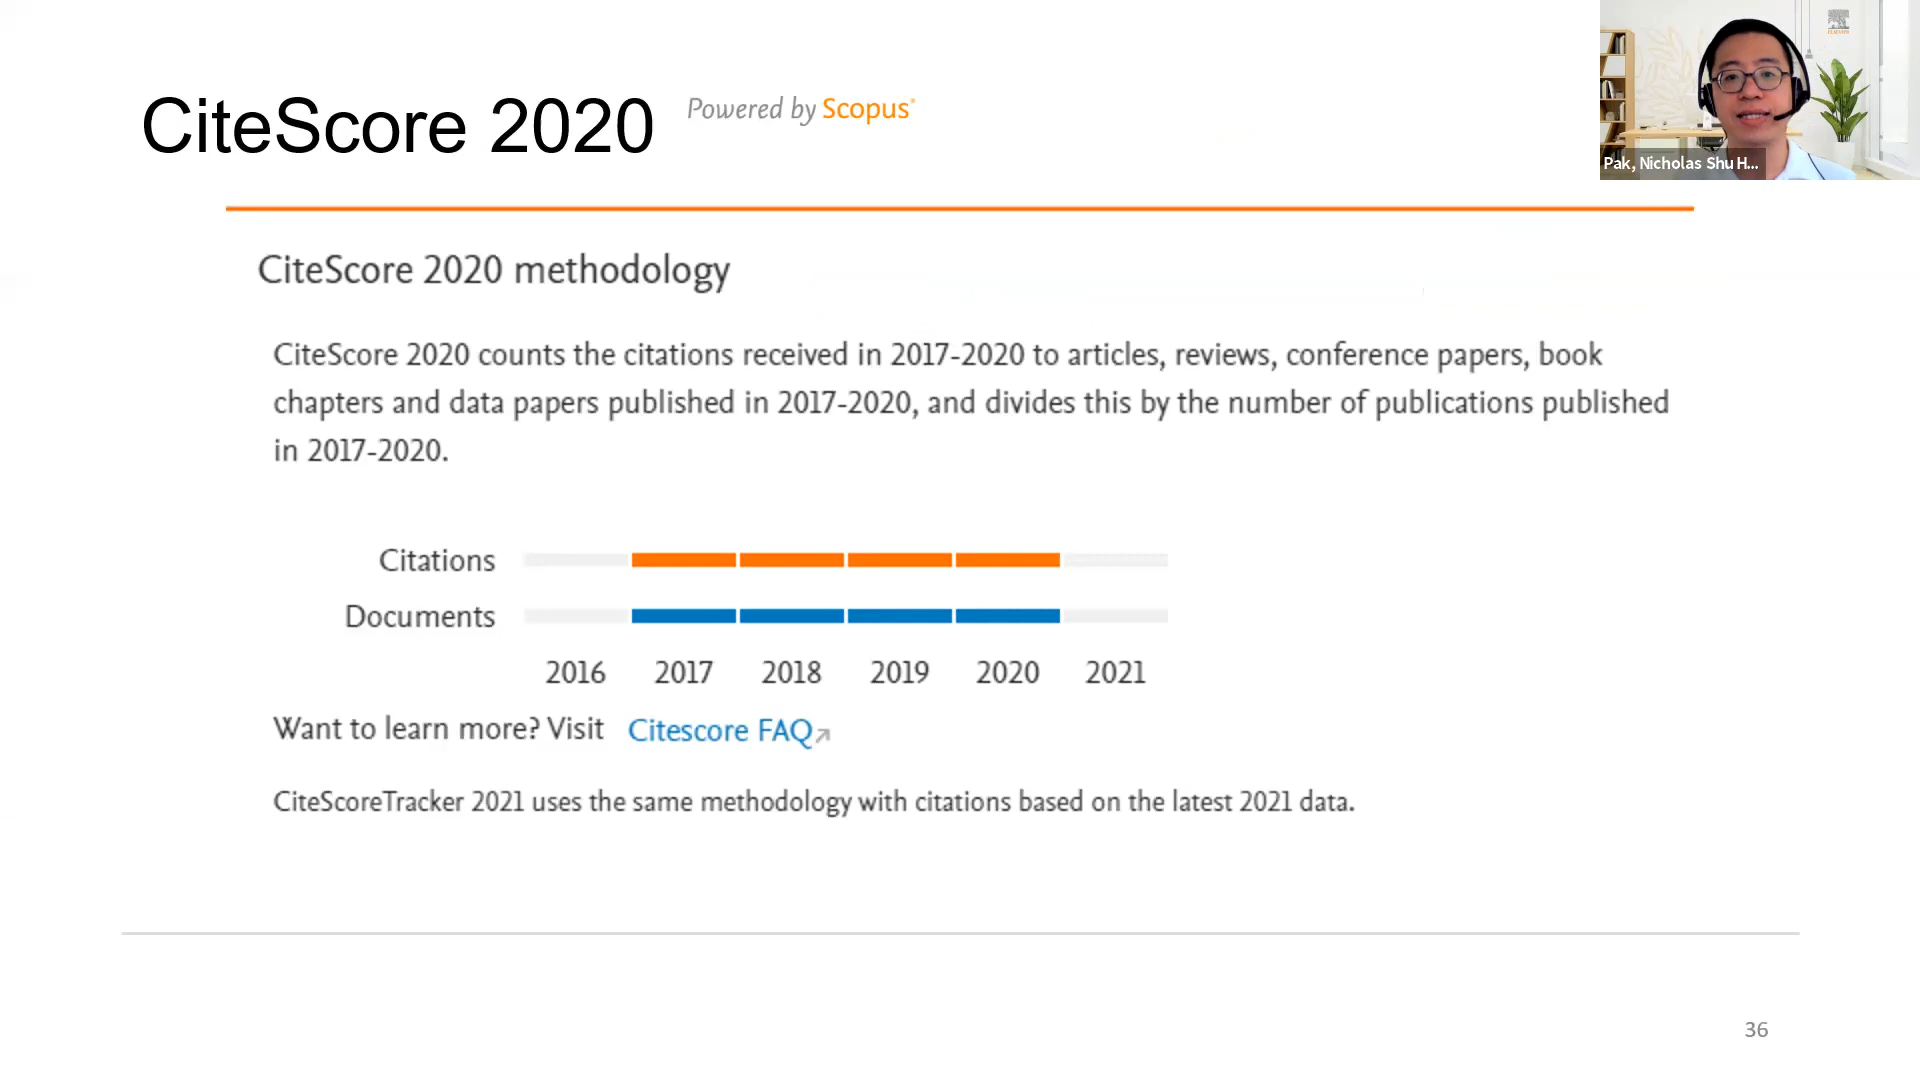 CiteScore 2020
Powered by Scopus®
Pak, Nicholas Shu H...
CiteScore 2020 methodology
CiteScore 2020 counts the citations received in 2017-2020 to articles, reviews, conference papers, book
chapters and data papers published in 2017-2020, and divides this by the number of publications published
in 2017-2020.
Citations
Documents
2016 2017 2018 2019 2020 2021
Want to learn more? Visit Citescore FAQ
CiteScoreTracker 2021 uses the same methodology with citations based on the latest 2021 data.
36